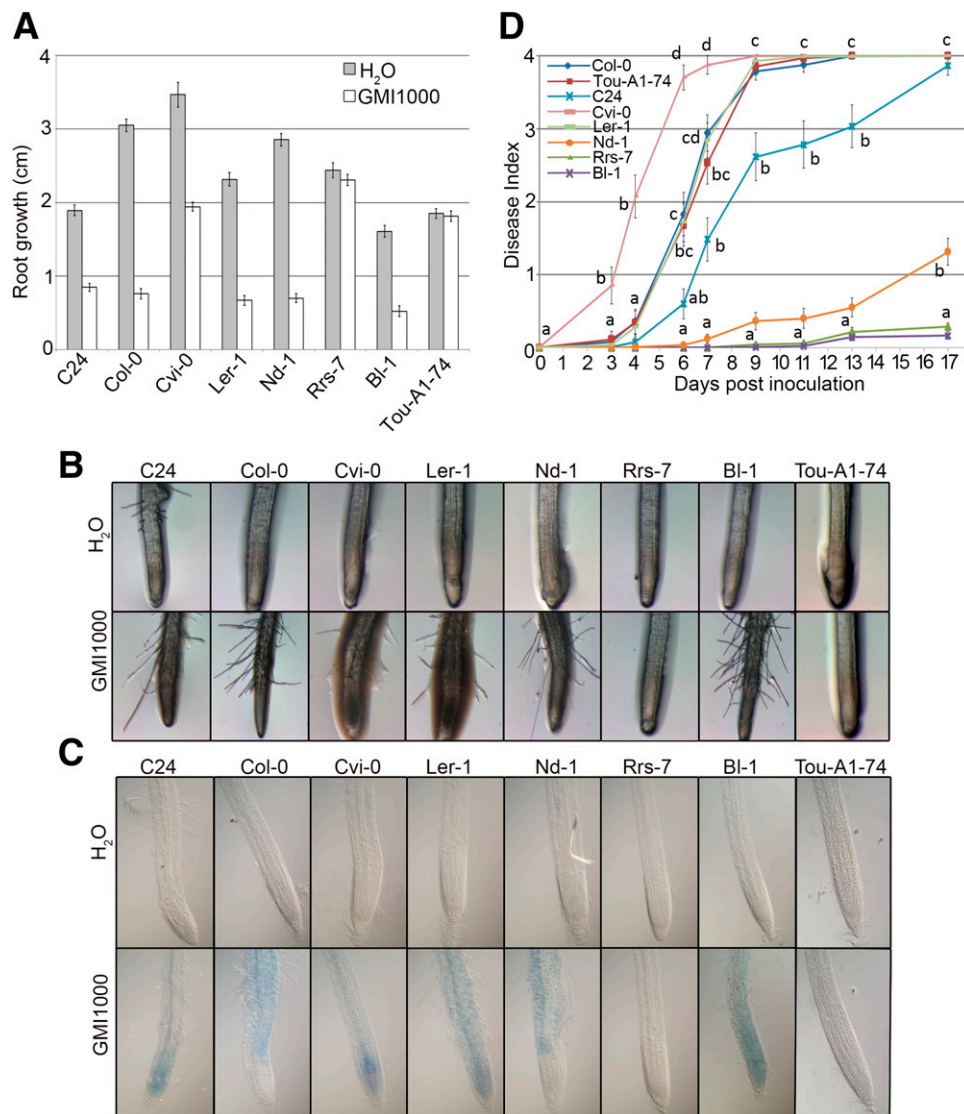 A
Root growth (cm)
4
3
2
1
0
H₂O
GMI1000
C24
Col-0
Cvi-0
Ler-1
Nd-1
Rrs-7
Bl-1
Tou-A1-74
D
Disease Index
4
3
2
1
0
Col-0
Tou-A1-74
C24
Cvi-0
Ler-1
Nd-1
Rrs-7
Bl-1
d d c c c c
b
cd
bc
c
bc
b
b
b
b
b
ab
b
b
a a a a a a a a a
0 1 2 3 4 5 6 7 8 9 10 11 12 13 14 15 16 17
Days post inoculation
B
C24 Col-0 Cvi-0 Ler-1 Nd-1 Rrs-7 Bl-1 Tou-A1-74
H₂O
GMI1000
C
C24 Col-0 Cvi-0 Ler-1 Nd-1 Rrs-7 Bl-1 Tou-A1-74
H₂O
GMI1000